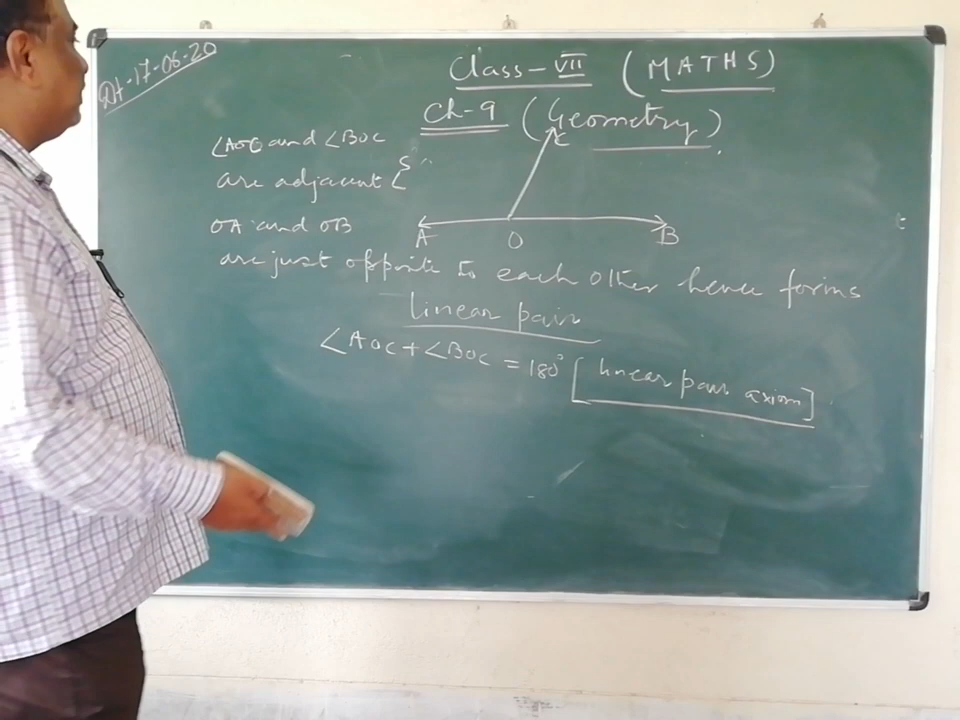 Dt-17-06-20
Class-VII (MATHS)
Ch-9 (Geometry)
∠AOC and ∠BOC
are adjacent ∠s
OA and OB
C
A O B
are just opposite to each other hence forms
linear pair
∠AOC + ∠BOC = 180° [linear pair axiom]